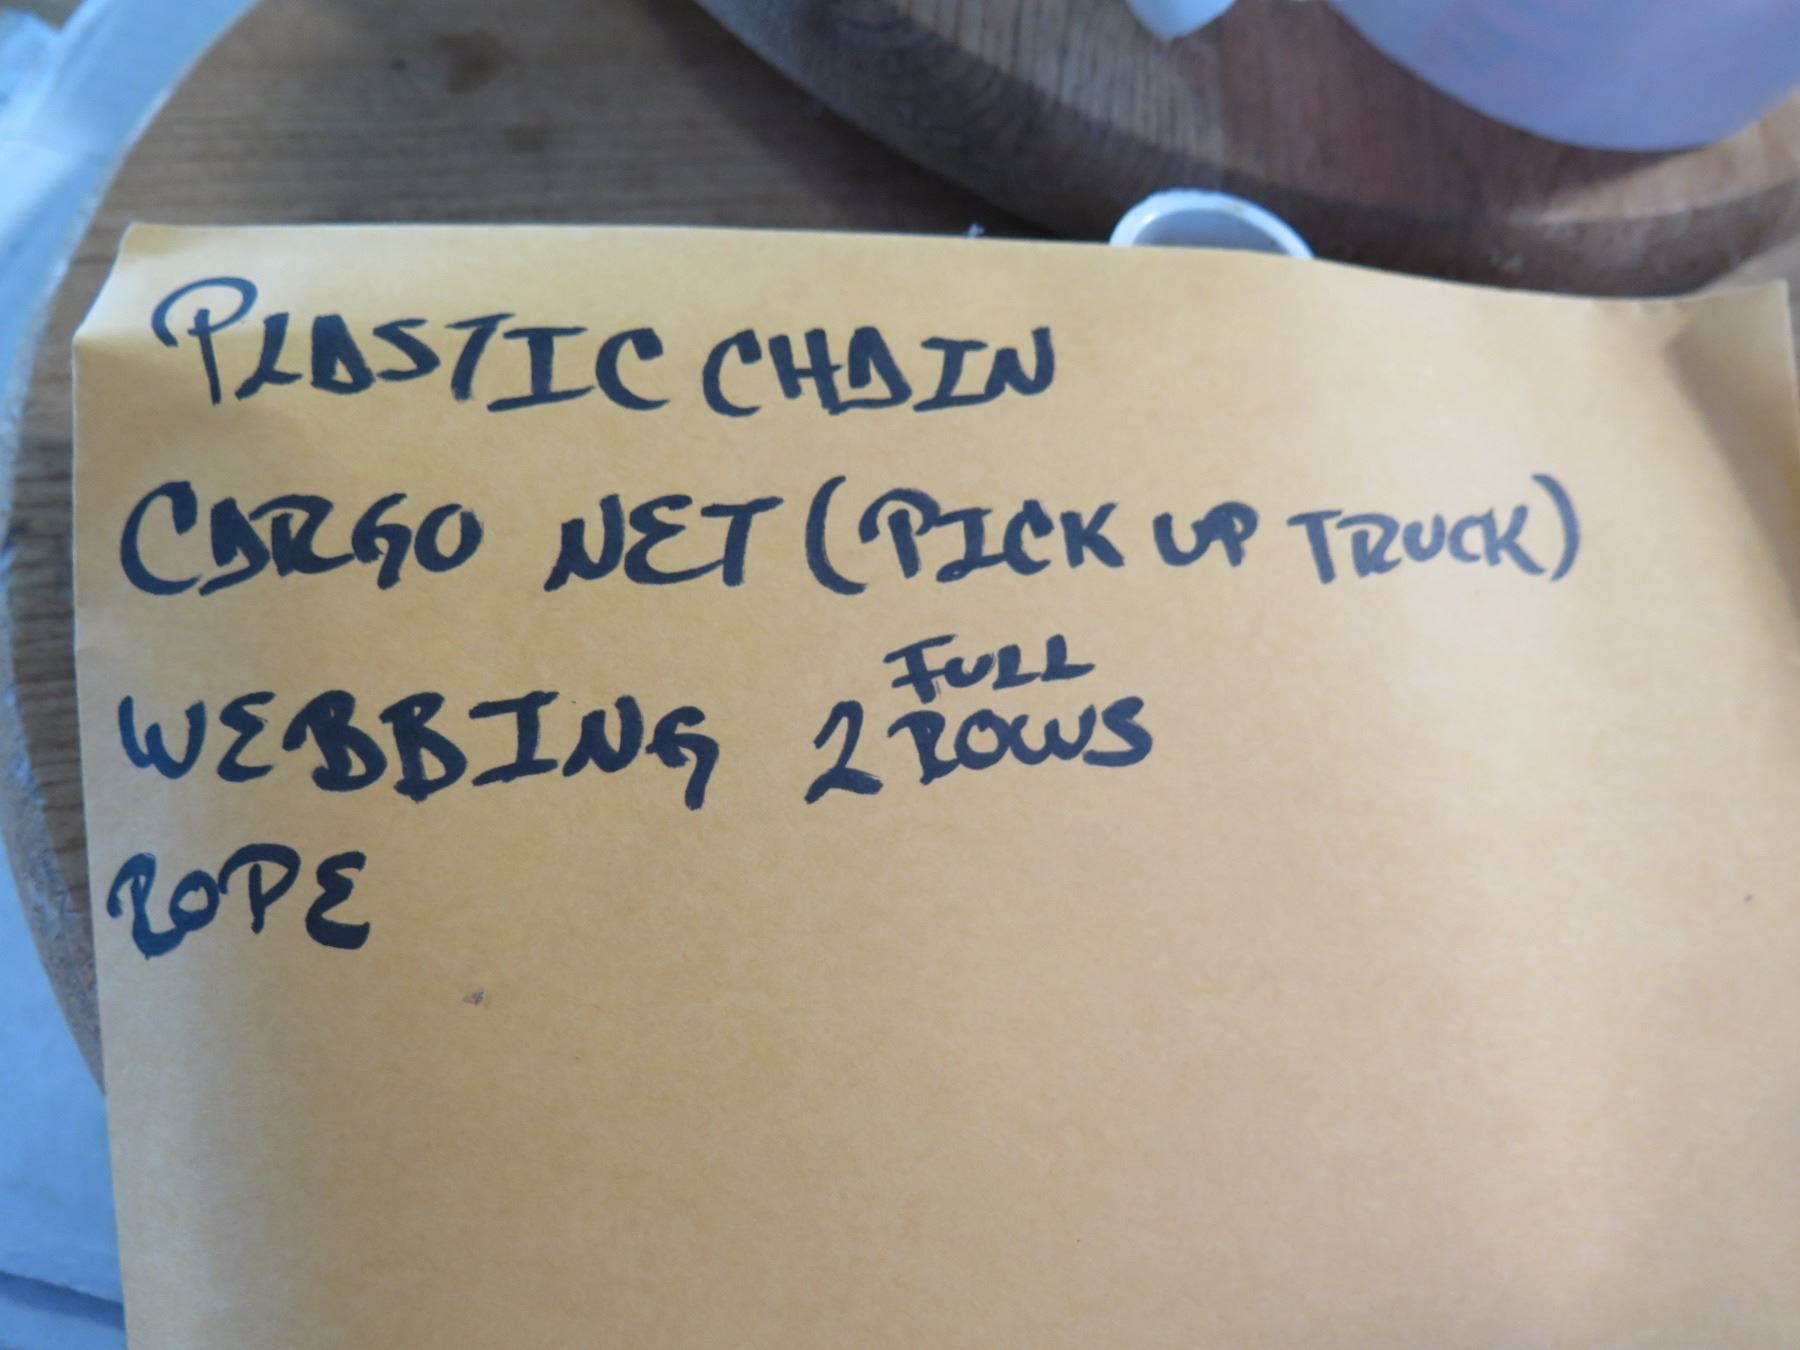 PLASTIC CHAIN
CARGO NET (PICK UP TRUCK)
WEBBING 2 FULL ROWS
ROPE